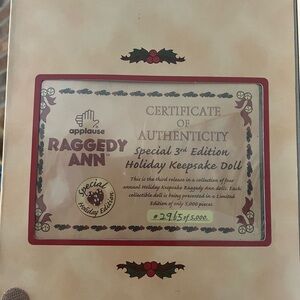 applause
RAGGEDY
ANN
Special
Holiday Edition
CERTIFICATE
OF
AUTHENTICITY
Special 3rd Edition
Holiday Keepsake Doll
This is the third release in a collection of four
annual Holiday Keepsake Raggedy Ann dolls. Each
collectible doll is being presented in a Limited
Edition of only 5,000 pieces.
#2965 of 5,000